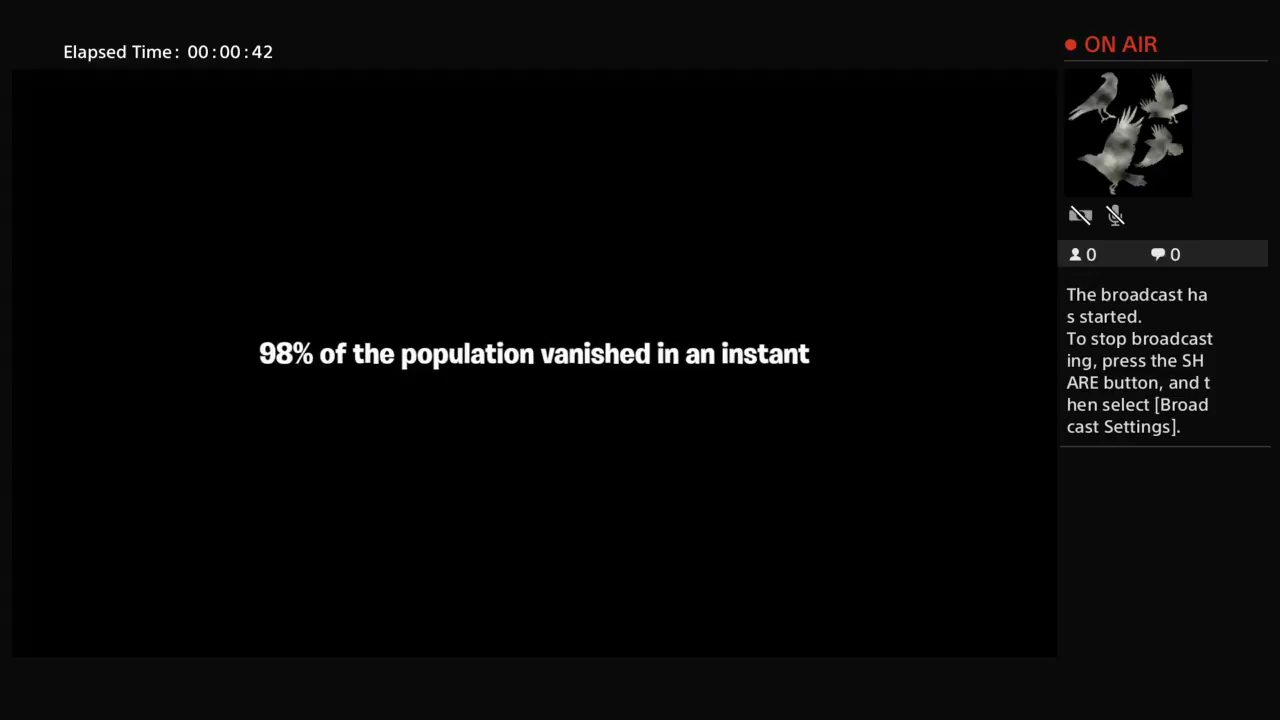 Elapsed Time: 00:00:42
ON AIR
0 0
98% of the population vanished in an instant
The broadcast ha
s started.
To stop broadcast
ing, press the SH
ARE button, and t
hen select [Broad
cast Settings].